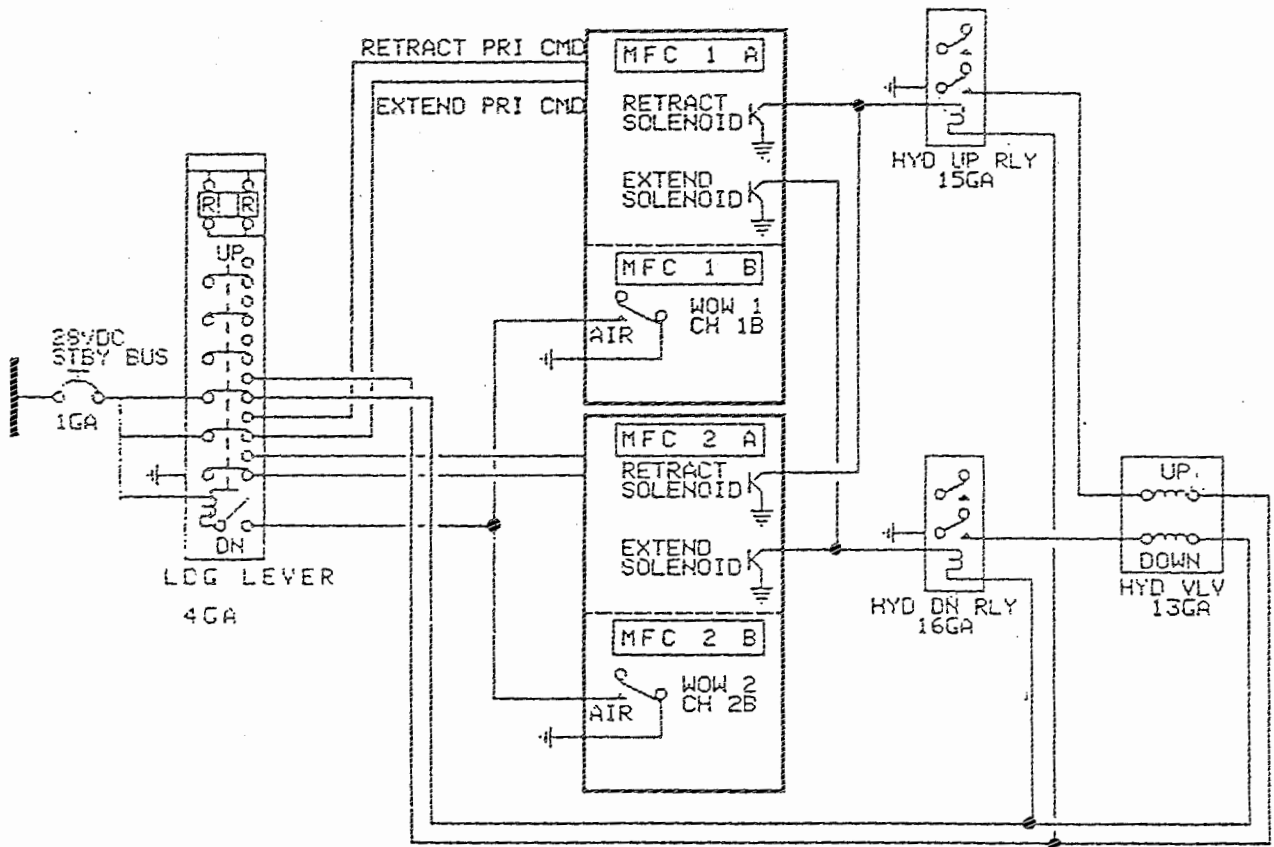 RETRACT PRI CMD
EXTEND PRI CMD
MFC 1 A
RETRACT
SOLENOID
EXTEND
SOLENOID
MFC 1 B
WOW 1
CH 1B
AIR
HYD UP RLY
15GA
R R
UP
28VDC
STBY BUS
1GA
DN
LDG LEVER
4GA
MFC 2 A
RETRACT
SOLENOID
EXTEND
SOLENOID
MFC 2 B
WOW 2
CH 2B
AIR
HYD DN RLY
16GA
UP
DOWN
HYD VLV
13GA